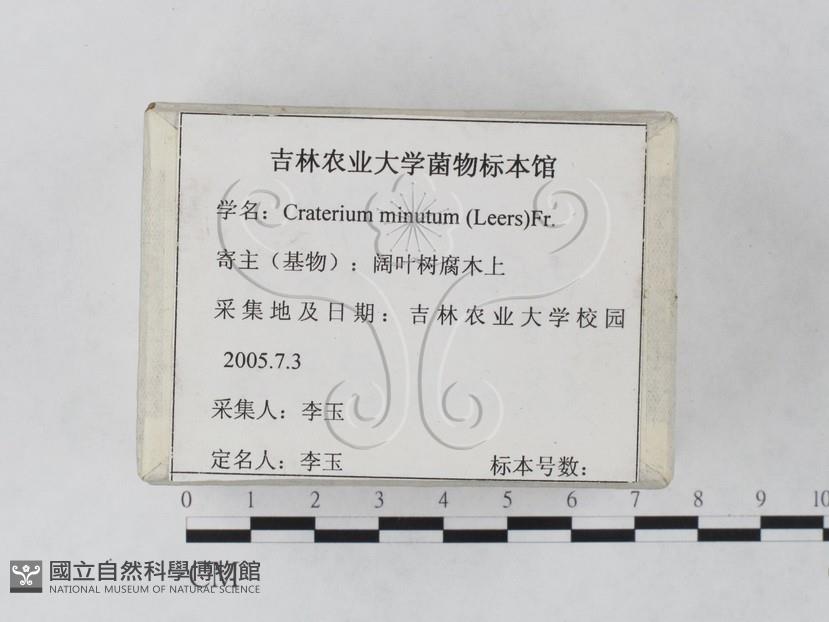 吉林农业大学菌物标本馆
学名：Craterium minutum (Leers)Fr.
寄主（基物）：阔叶树腐木上
采集地及日期：吉林农业大学校园
2005.7.3
采集人：李玉
定名人：李玉 标本号数：
0 1 2 3 4 5 6 7 8 9 10
CM
國立自然科學博物館
NATIONAL MUSEUM OF NATURAL SCIENCE